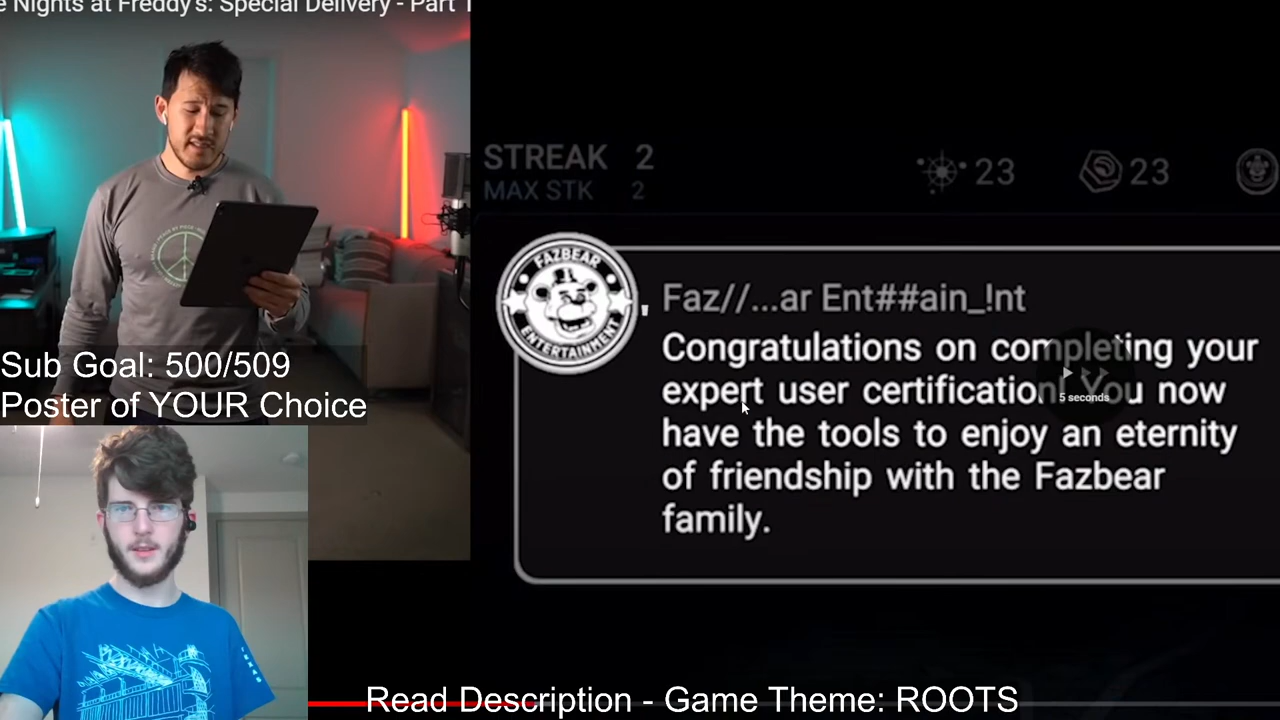 e Nights at Freddy's: Special Delivery - Part 1
STREAK 2
MAX STK 2
23
23
FAZBEAR
ENTERTAINMENT
Faz//...ar Ent##ain_!nt
Congratulations on completing your
expert user certification! You now
have the tools to enjoy an eternity
of friendship with the Fazbear
family.
5 seconds
Sub Goal: 500/509
Poster of YOUR Choice
Read Description - Game Theme: ROOTS